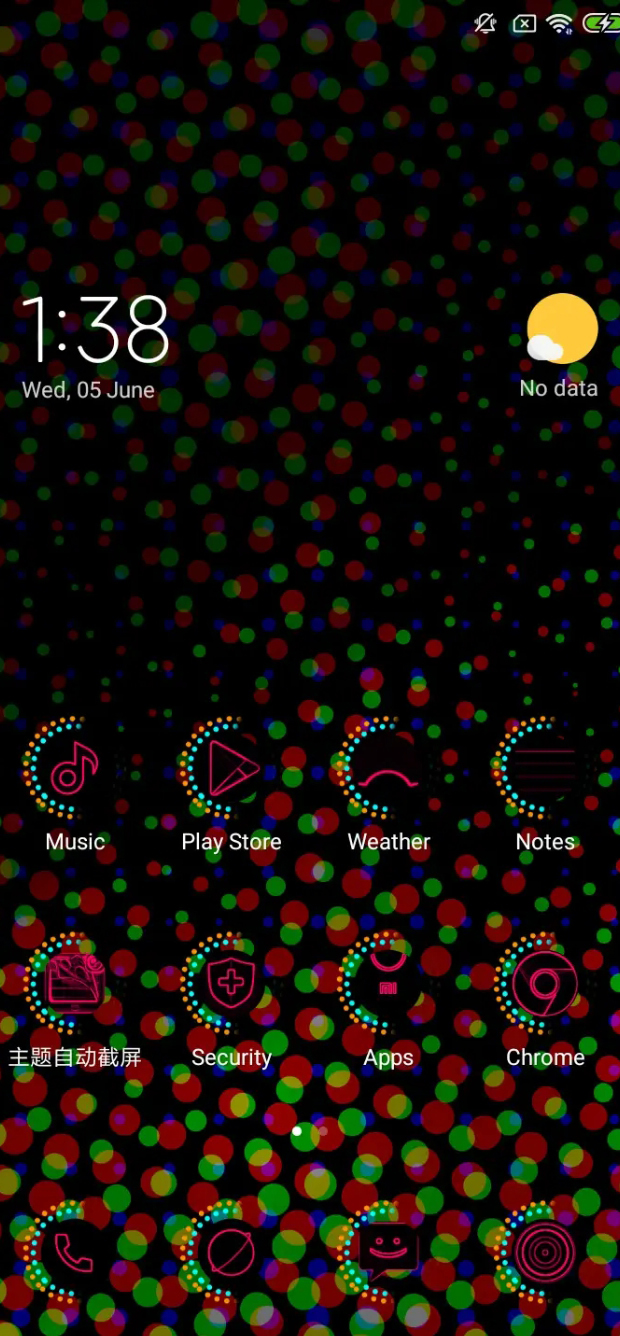 1:38
Wed, 05 June
No data
Music
Play Store
Weather
Notes
主题自动截屏
Security
Apps
Chrome